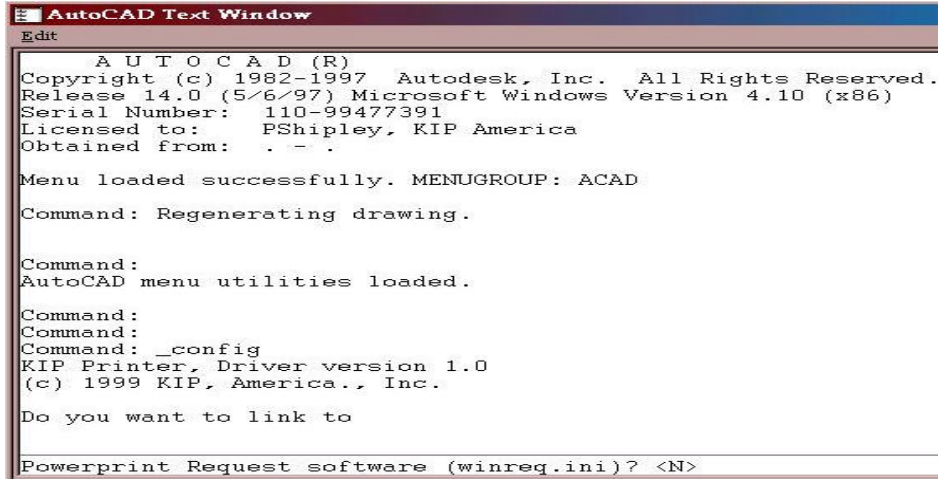 AutoCAD Text Window
Edit
A U T O C A D (R)
Copyright (c) 1982-1997 Autodesk, Inc. All Rights Reserved.
Release 14.0 (5/6/97) Microsoft Windows Version 4.10 (x86)
Serial Number: 110-99477391
Licensed to: PShipley, KIP America
Obtained from: . - .
Menu loaded successfully. MENUGROUP: ACAD
Command: Regenerating drawing.
Command:
AutoCAD menu utilities loaded.
Command:
Command:
Command: _config
KIP Printer, Driver version 1.0
(c) 1999 KIP, America., Inc.
Do you want to link to
Powerprint Request software (winreq.ini)? <N>